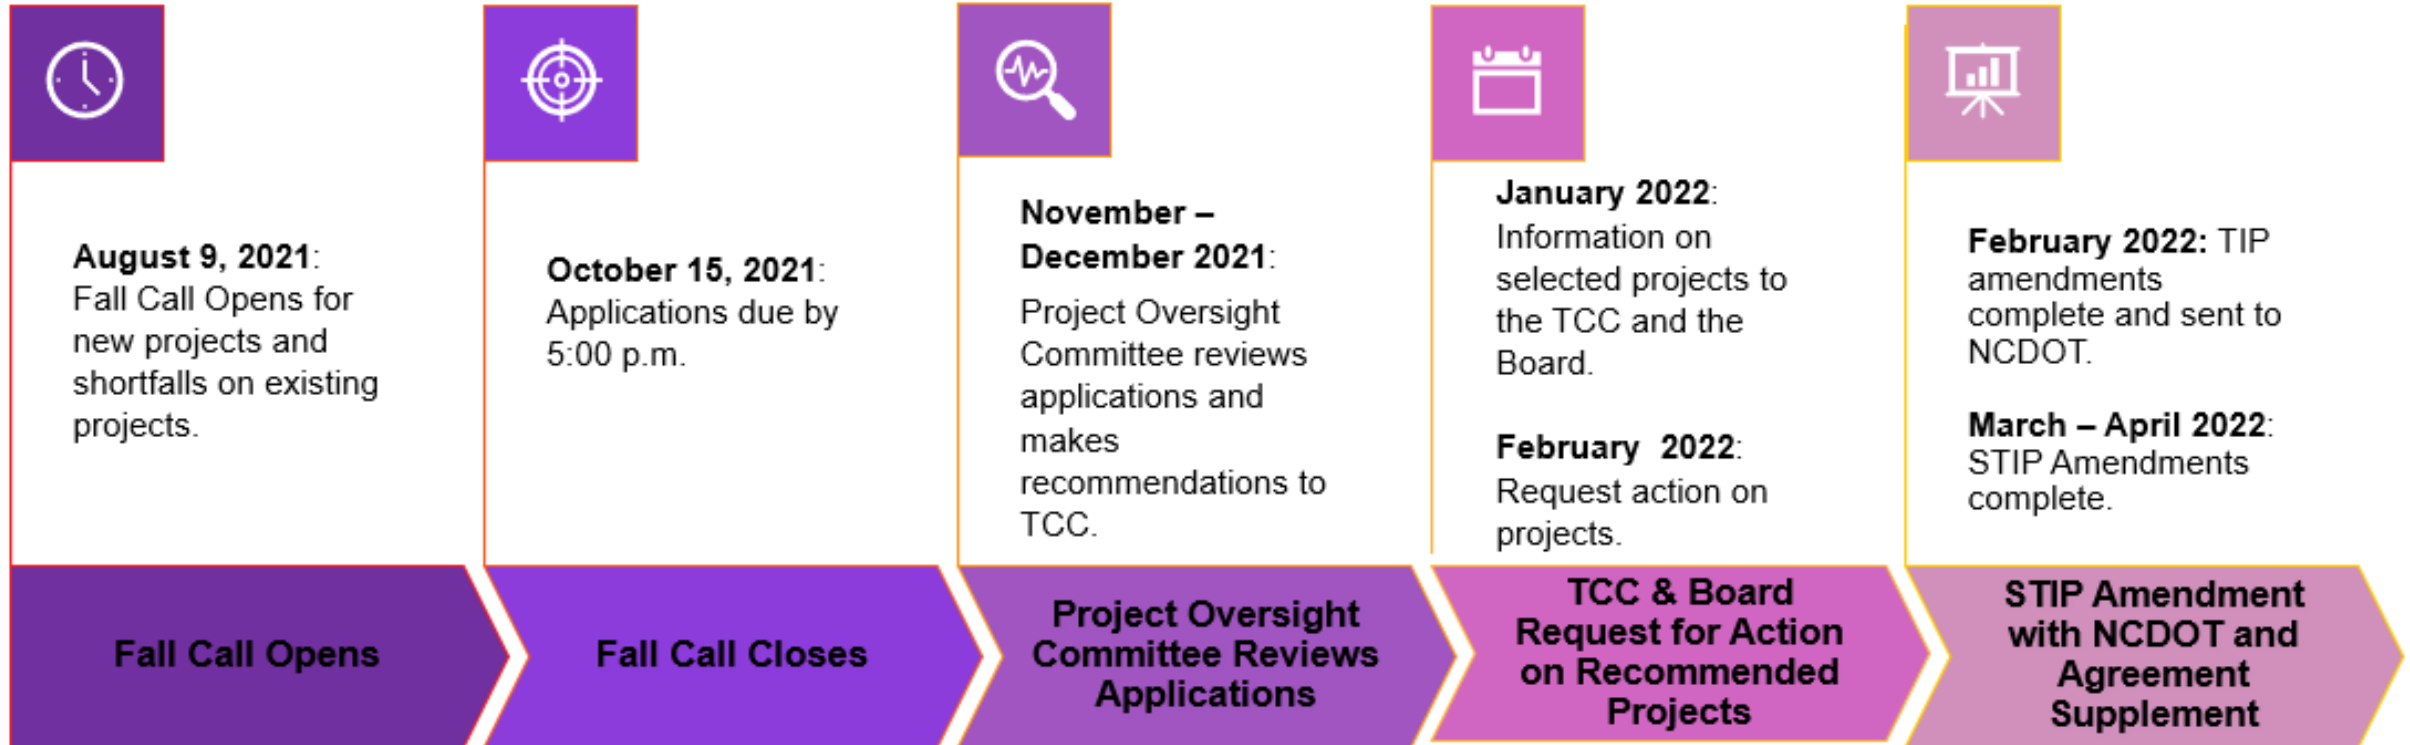 August 9, 2021:
Fall Call Opens for
new projects and
shortfalls on existing
projects.
Fall Call Opens
October 15, 2021:
Applications due by
5:00 p.m.
Fall Call Closes
November –
December 2021:
Project Oversight
Committee reviews
applications and
makes
recommendations to
TCC.
Project Oversight
Committee Reviews
Applications
January 2022:
Information on
selected projects to
the TCC and the
Board.
February 2022:
Request action on
projects.
TCC & Board
Request for Action
on Recommended
Projects
February 2022: TIP
amendments
complete and sent to
NCDOT.
March – April 2022:
STIP Amendments
complete.
STIP Amendment
with NCDOT and
Agreement
Supplement